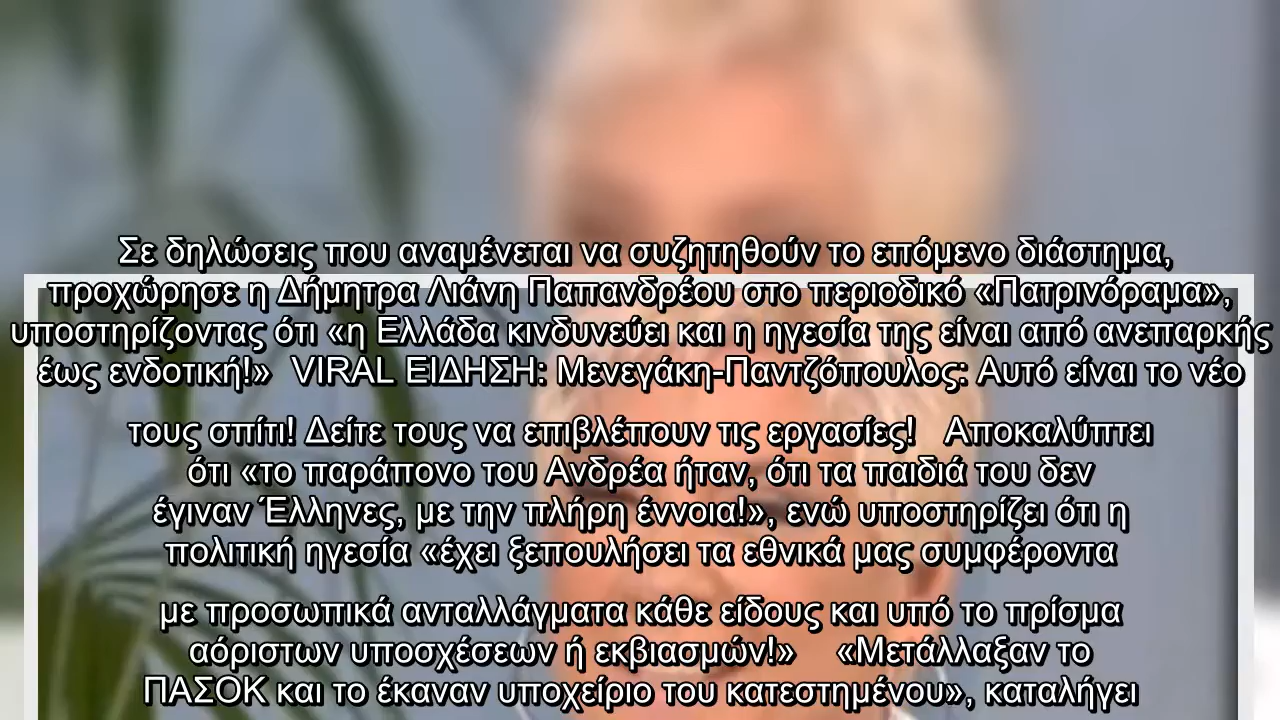 Σε δηλώσεις που αναμένεται να συζητηθούν το επόμενο διάστημα,
προχώρησε η Δήμητρα Λιάνη Παπανδρέου στο περιοδικό «Πατρινόραμα»,
υποστηρίζοντας ότι «η Ελλάδα κινδυνεύει και η ηγεσία της είναι από ανεπαρκής
έως ενδοτική!» VIRAL ΕΙΔΗΣΗ: Μενεγάκη-Παντζόπουλος: Αυτό είναι το νέο
τους σπίτι! Δείτε τους να επιβλέπουν τις εργασίες! Αποκαλύπτει
ότι «το παράπονο του Ανδρέα ήταν, ότι τα παιδιά του δεν
έγιναν Έλληνες, με την πλήρη έννοια!», ενώ υποστηρίζει ότι η
πολιτική ηγεσία «έχει ξεπουλήσει τα εθνικά μας συμφέροντα
με προσωπικά ανταλλάγματα κάθε είδους και υπό το πρίσμα
αόριστων υποσχέσεων ή εκβιασμών!» «Μετάλλαξαν το
ΠΑΣΟΚ και το έκαναν υποχείριο του κατεστημένου», καταλήγει